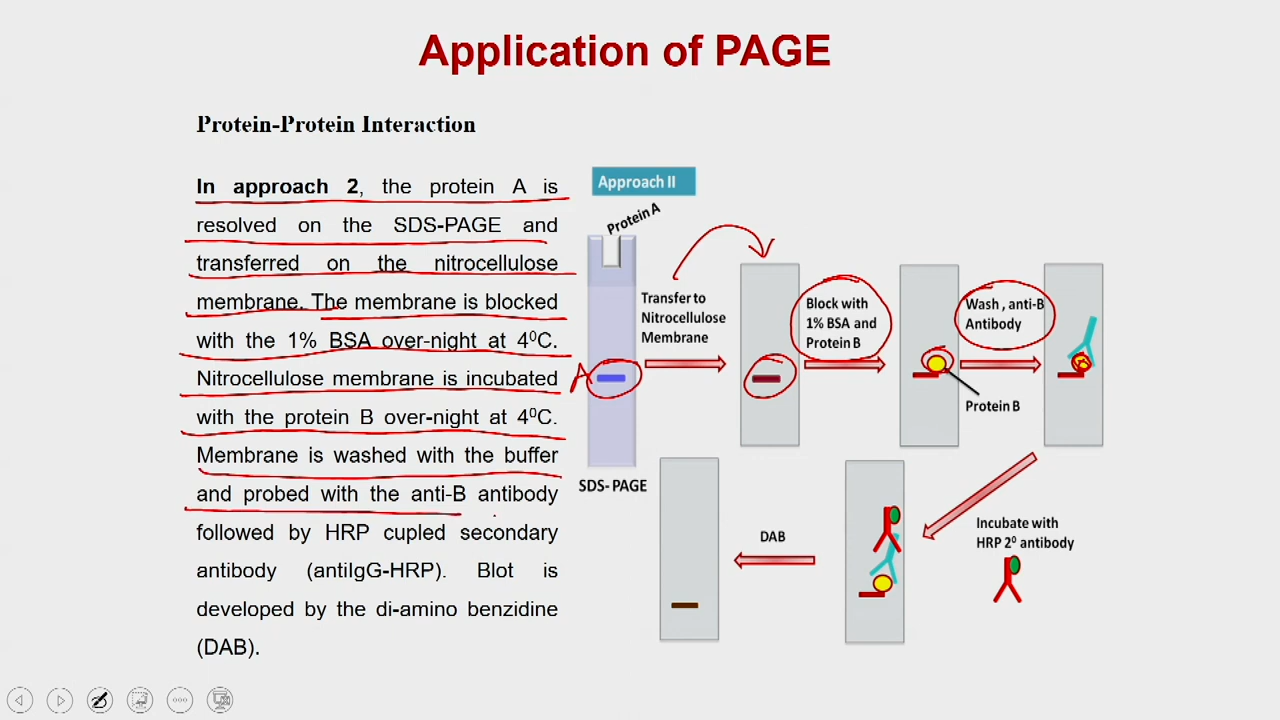 Application of PAGE
Protein-Protein Interaction
In approach 2, the protein A is
resolved on the SDS-PAGE and
transferred on the nitrocellulose
membrane. The membrane is blocked
with the 1% BSA over-night at 4⁰C.
Nitrocellulose membrane is incubated
with the protein B over-night at 4⁰C.
Membrane is washed with the buffer
and probed with the anti-B antibody
followed by HRP cupled secondary
antibody (antiIgG-HRP). Blot is
developed by the di-amino benzidine
(DAB).
Approach II
Protein A
A
SDS- PAGE
Transfer to
Nitrocellulose
Membrane
Block with
1% BSA and
Protein B
Wash , anti-B
Antibody
Protein B
Incubate with
HRP 2⁰ antibody
DAB